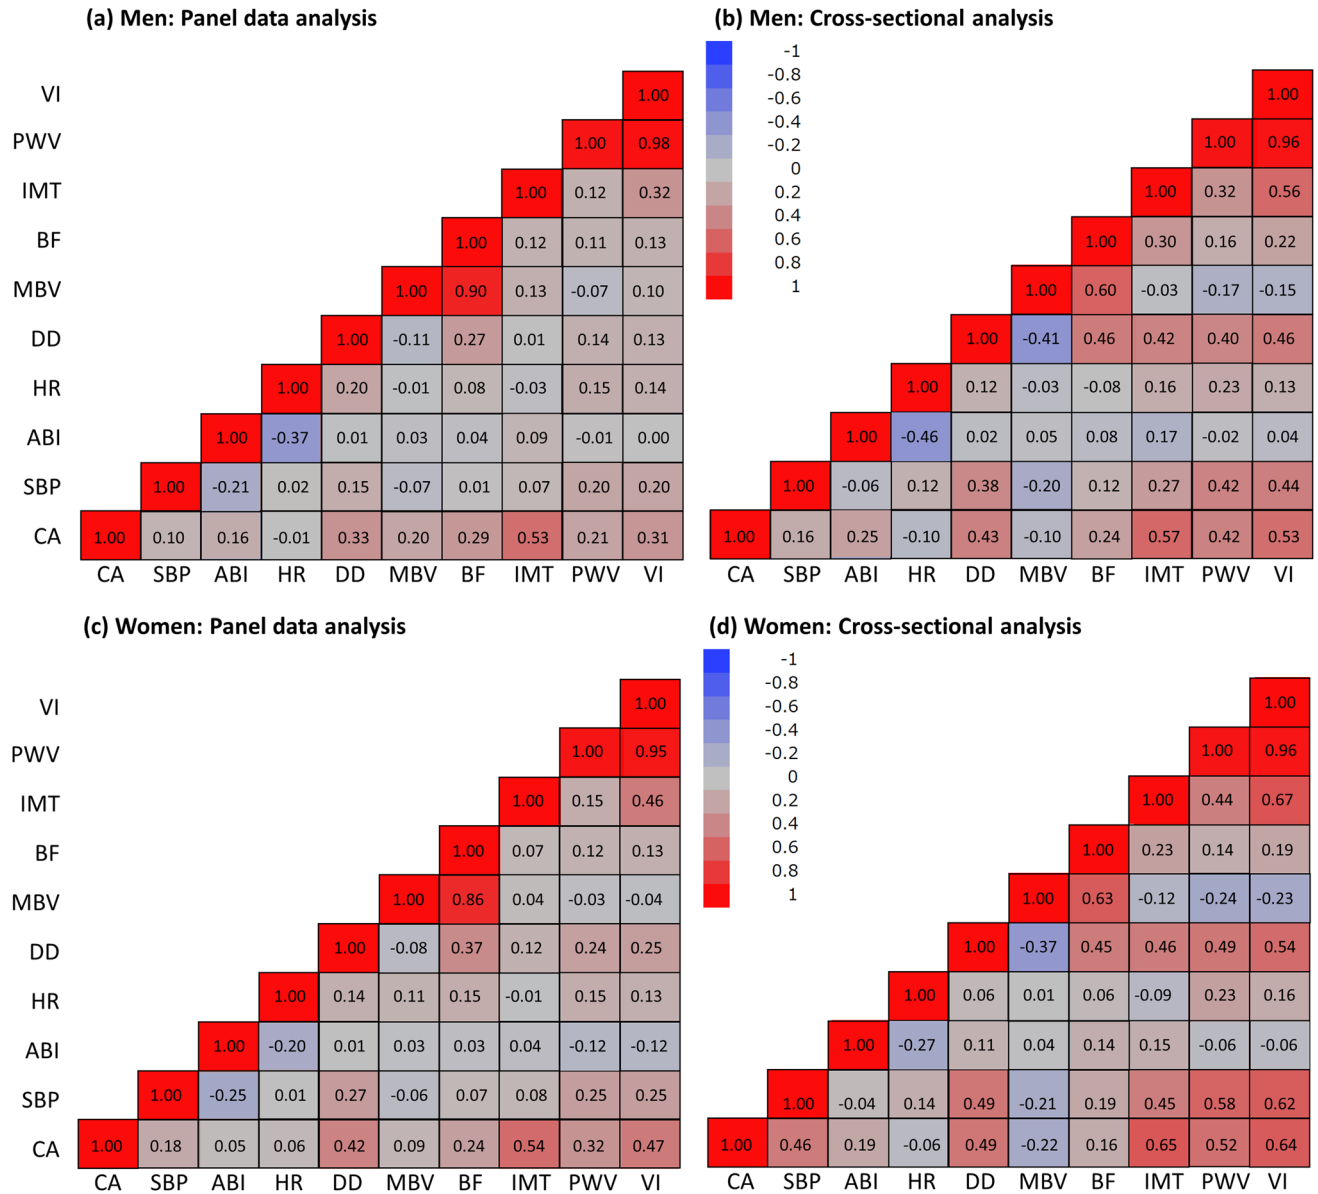 (a) Men: Panel data analysis
VI 1.00
PWV 1.00 0.98
IMT 1.00 0.12 0.32
BF 1.00 0.12 0.11 0.13
MBV 1.00 0.90 0.13 -0.07 0.10
DD 1.00 -0.11 0.27 0.01 0.14 0.13
HR 1.00 0.20 -0.01 0.08 -0.03 0.15 0.14
ABI 1.00 -0.37 0.01 0.03 0.04 0.09 -0.01 0.00
SBP 1.00 -0.21 0.02 0.15 -0.07 0.01 0.07 0.20 0.20
CA 1.00 0.10 0.16 -0.01 0.33 0.20 0.29 0.53 0.21 0.31
CA SBP ABI HR DD MBV BF IMT PWV VI
(b) Men: Cross-sectional analysis
-1
-0.8
-0.6
-0.4
-0.2
0
0.2
0.4
0.6
0.8
1
1.00
1.00 0.96
1.00 0.32 0.56
1.00 0.30 0.16 0.22
1.00 0.60 -0.03 -0.17 -0.15
1.00 -0.41 0.46 0.42 0.40 0.46
1.00 0.12 -0.03 -0.08 0.16 0.23 0.13
1.00 -0.46 0.02 0.05 0.08 0.17 -0.02 0.04
1.00 -0.06 0.12 0.38 -0.20 0.12 0.27 0.42 0.44
1.00 0.16 0.25 -0.10 0.43 -0.10 0.24 0.57 0.42 0.53
CA SBP ABI HR DD MBV BF IMT PWV VI
(c) Women: Panel data analysis
VI 1.00
PWV 1.00 0.95
IMT 1.00 0.15 0.46
BF 1.00 0.07 0.12 0.13
MBV 1.00 0.86 0.04 -0.03 -0.04
DD 1.00 -0.08 0.37 0.12 0.24 0.25
HR 1.00 0.14 0.11 0.15 -0.01 0.15 0.13
ABI 1.00 -0.20 0.01 0.03 0.03 0.04 -0.12 -0.12
SBP 1.00 -0.25 0.01 0.27 -0.06 0.07 0.08 0.25 0.25
CA 1.00 0.18 0.05 0.06 0.42 0.09 0.24 0.54 0.32 0.47
CA SBP ABI HR DD MBV BF IMT PWV VI
(d) Women: Cross-sectional analysis
-1
-0.8
-0.6
-0.4
-0.2
0
0.2
0.4
0.6
0.8
1
1.00
1.00 0.96
1.00 0.44 0.67
1.00 0.23 0.14 0.19
1.00 0.63 -0.12 -0.24 -0.23
1.00 -0.37 0.45 0.46 0.49 0.54
1.00 0.06 0.01 0.06 -0.09 0.23 0.16
1.00 -0.27 0.11 0.04 0.14 0.15 -0.06 -0.06
1.00 -0.04 0.14 0.49 -0.21 0.19 0.45 0.58 0.62
1.00 0.46 0.19 -0.06 0.49 -0.22 0.16 0.65 0.52 0.64
CA SBP ABI HR DD MBV BF IMT PWV VI